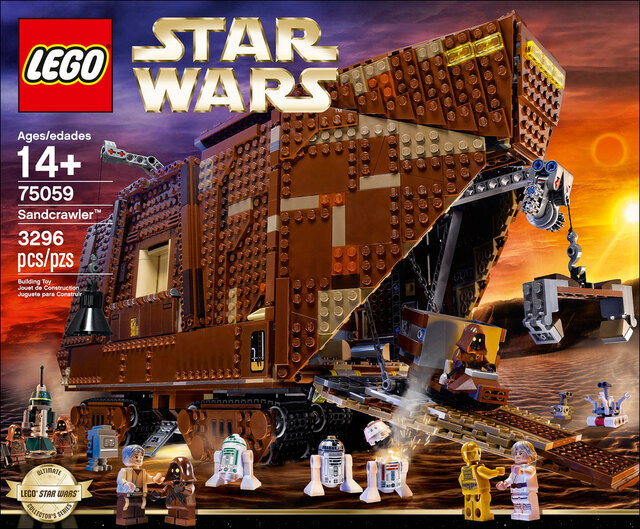 LEGO
STAR
WARS
Ages/edades
14+
75059
Sandcrawler™
3296
pcs/pzs
Building Toy
Jouet de Construction
Juguete para Construir
ULTIMATE
LEGO® STAR WARS™
COLLECTOR'S SERIES